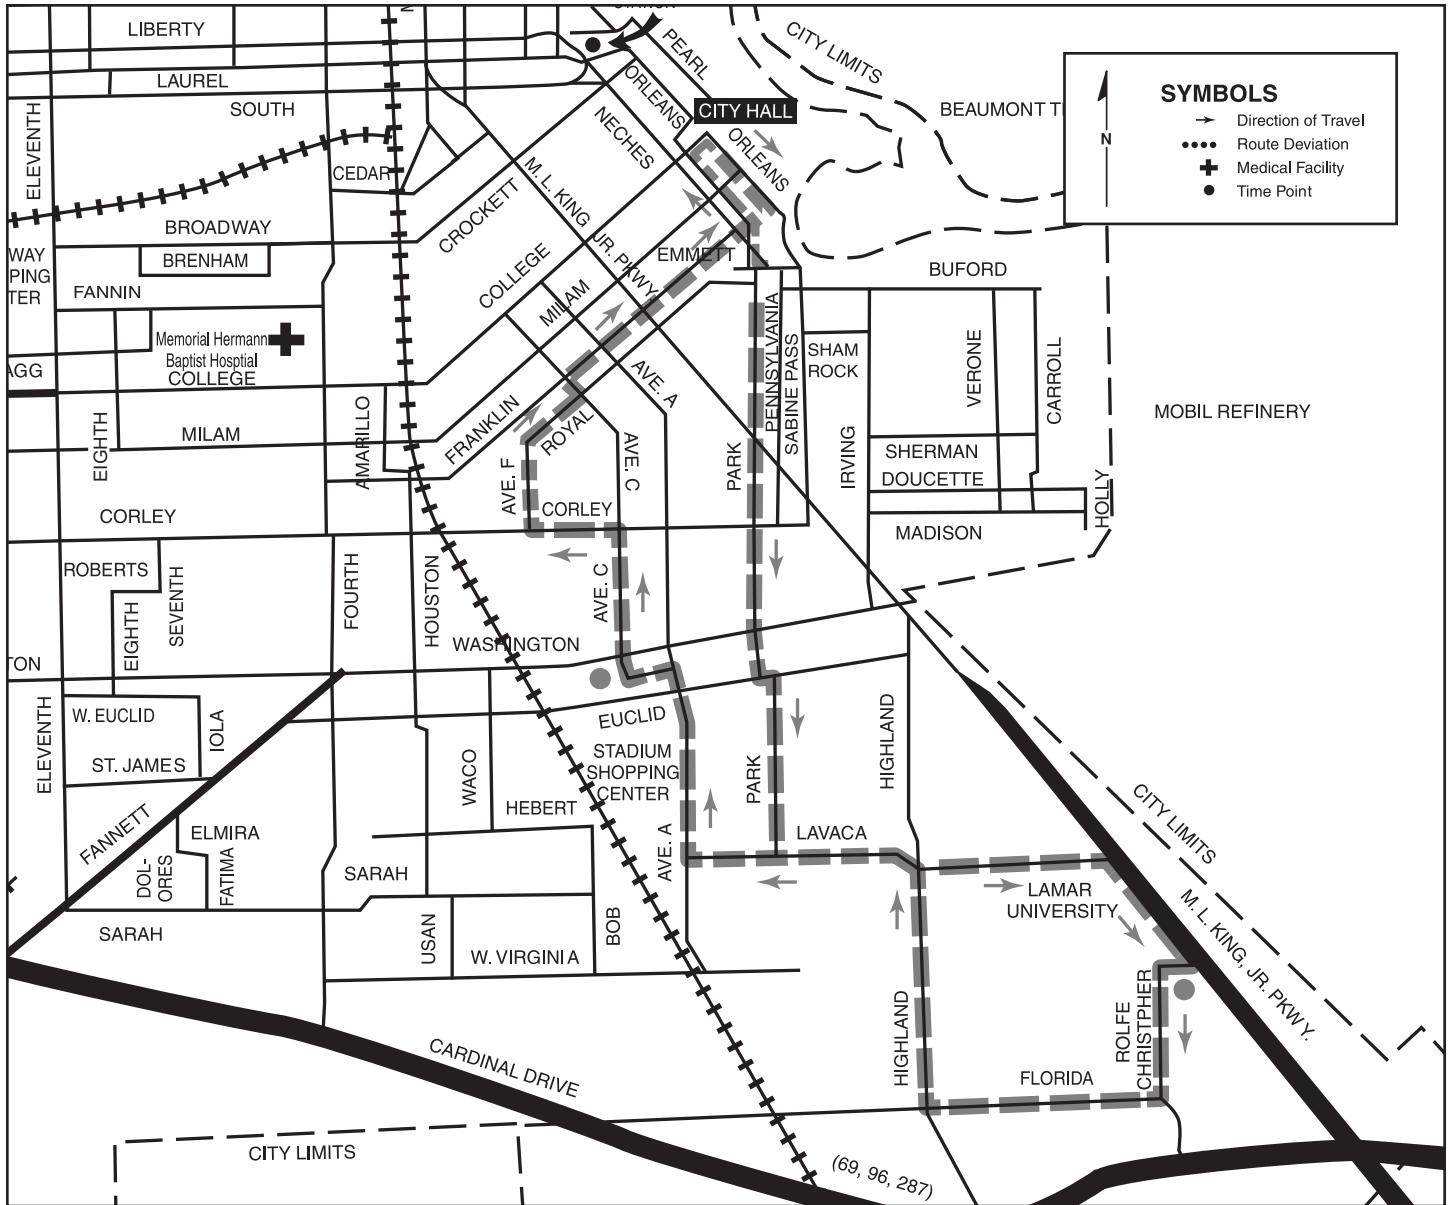 LIBERTY
PEARL
CITY LIMITS
LAUREL
SOUTH
ORLEANS
CITY HALL
NECHES
ORLEANS
SYMBOLS
Direction of Travel
Route Deviation
Medical Facility
Time Point
N
ELEVENTH
CEDAR
CROCKETT
M. L. KING JR. PKWY.
BROADWAY
BRENHAM
WAY
PING
TER
FANNIN
COLLEGE
MILAM
EMMETT
BUFORD
Memorial Hermann
Baptist Hosptial
COLLEGE
AGG
PENNSYLVANIA
SABINE PASS
SHAM
ROCK
VERONE
CARROLL
MOBIL REFINERY
AVE. A
FRANKLIN
ROYAL
MILAM
EIGHTH
AMARILLO
AVE. F
AVE. C
PARK
IRVING
SHERMAN
DOUCETTE
HOLLY
CORLEY
CORLEY
MADISON
ROBERTS
EIGHTH
SEVENTH
FOURTH
HOUSTON
AVE. C
WASHINGTON
TON
ELEVENTH
W. EUCLID
IOLA
ST. JAMES
EUCLID
STADIUM
SHOPPING
CENTER
WACO
HEBERT
PARK
HIGHLAND
CITY LIMITS
FANNETT
ELMIRA
DOL-
ORES
FATIMA
SARAH
AVE. A
LAVACA
LAMAR
UNIVERSITY
M. L. KING, JR. PKWY.
SARAH
USAN
W. VIRGINIA
BOB
HIGHLAND
ROLFE
CHRISTPHER
FLORIDA
CARDINAL DRIVE
CITY LIMITS
(69, 96, 287)